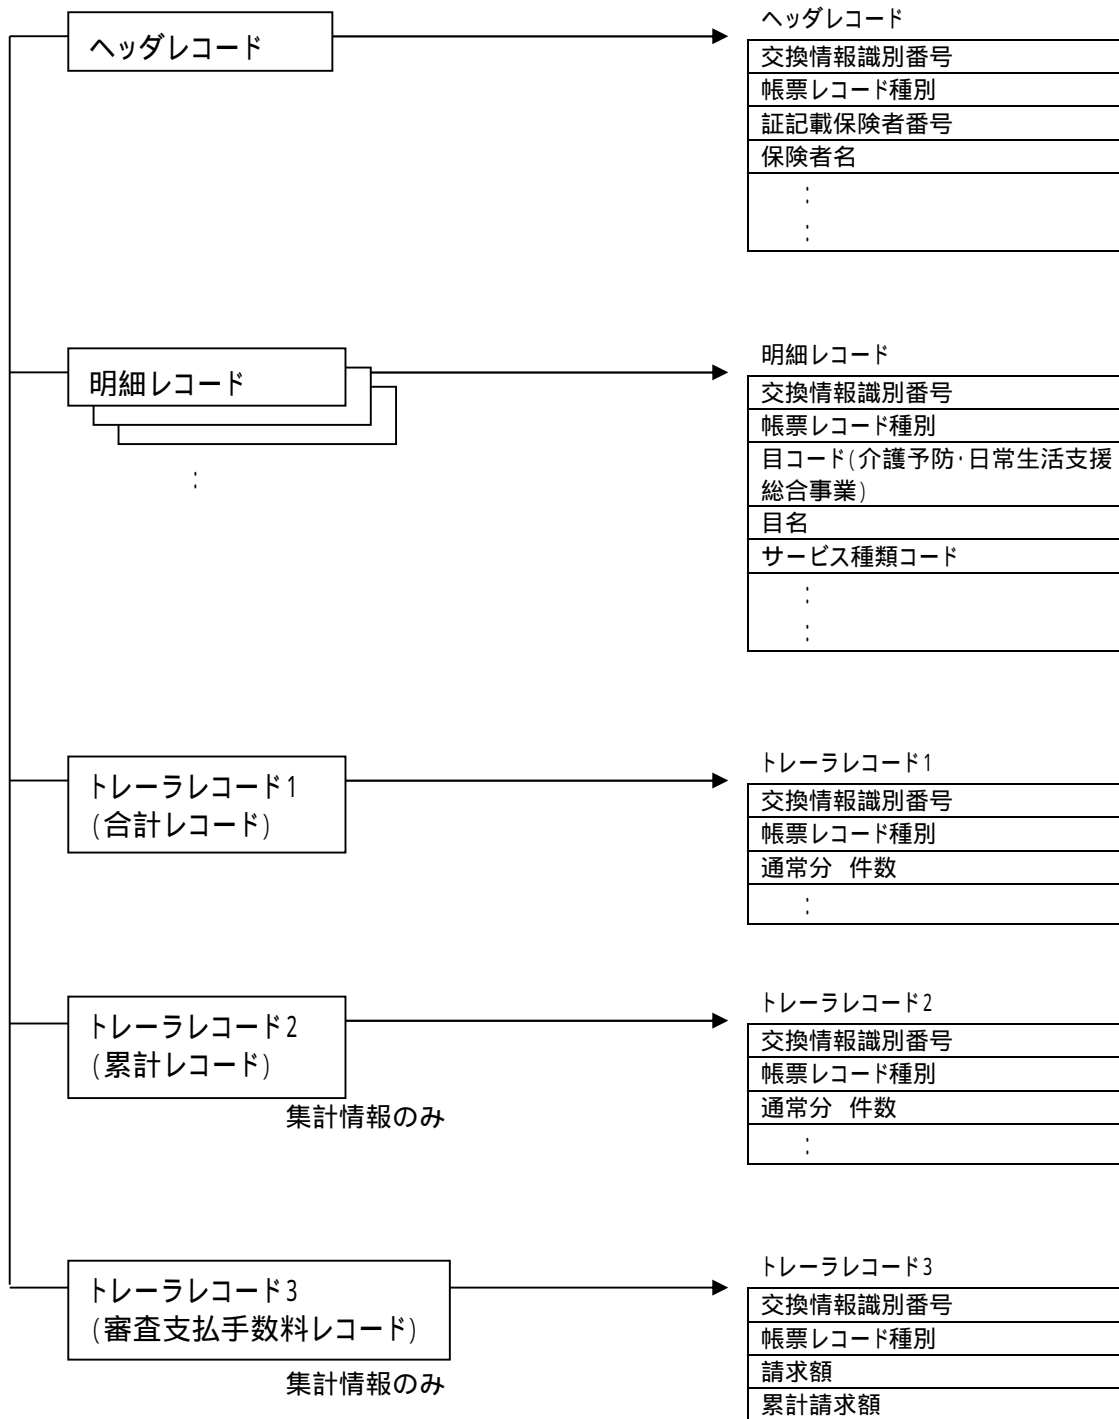 ヘッダレコード
ヘッダレコード
交換情報識別番号
帳票レコード種別
証記載保険者番号
保険者名
:
:
明細レコード
:
明細レコード
交換情報識別番号
帳票レコード種別
目コード(介護予防・日常生活支援
総合事業)
目名
サービス種類コード
:
:
トレーラレコード1
(合計レコード)
トレーラレコード1
交換情報識別番号
帳票レコード種別
通常分 件数
:
トレーラレコード2
(累計レコード)
集計情報のみ
トレーラレコード2
交換情報識別番号
帳票レコード種別
通常分 件数
:
トレーラレコード3
(審査支払手数料レコード)
集計情報のみ
トレーラレコード3
交換情報識別番号
帳票レコード種別
請求額
累計請求額